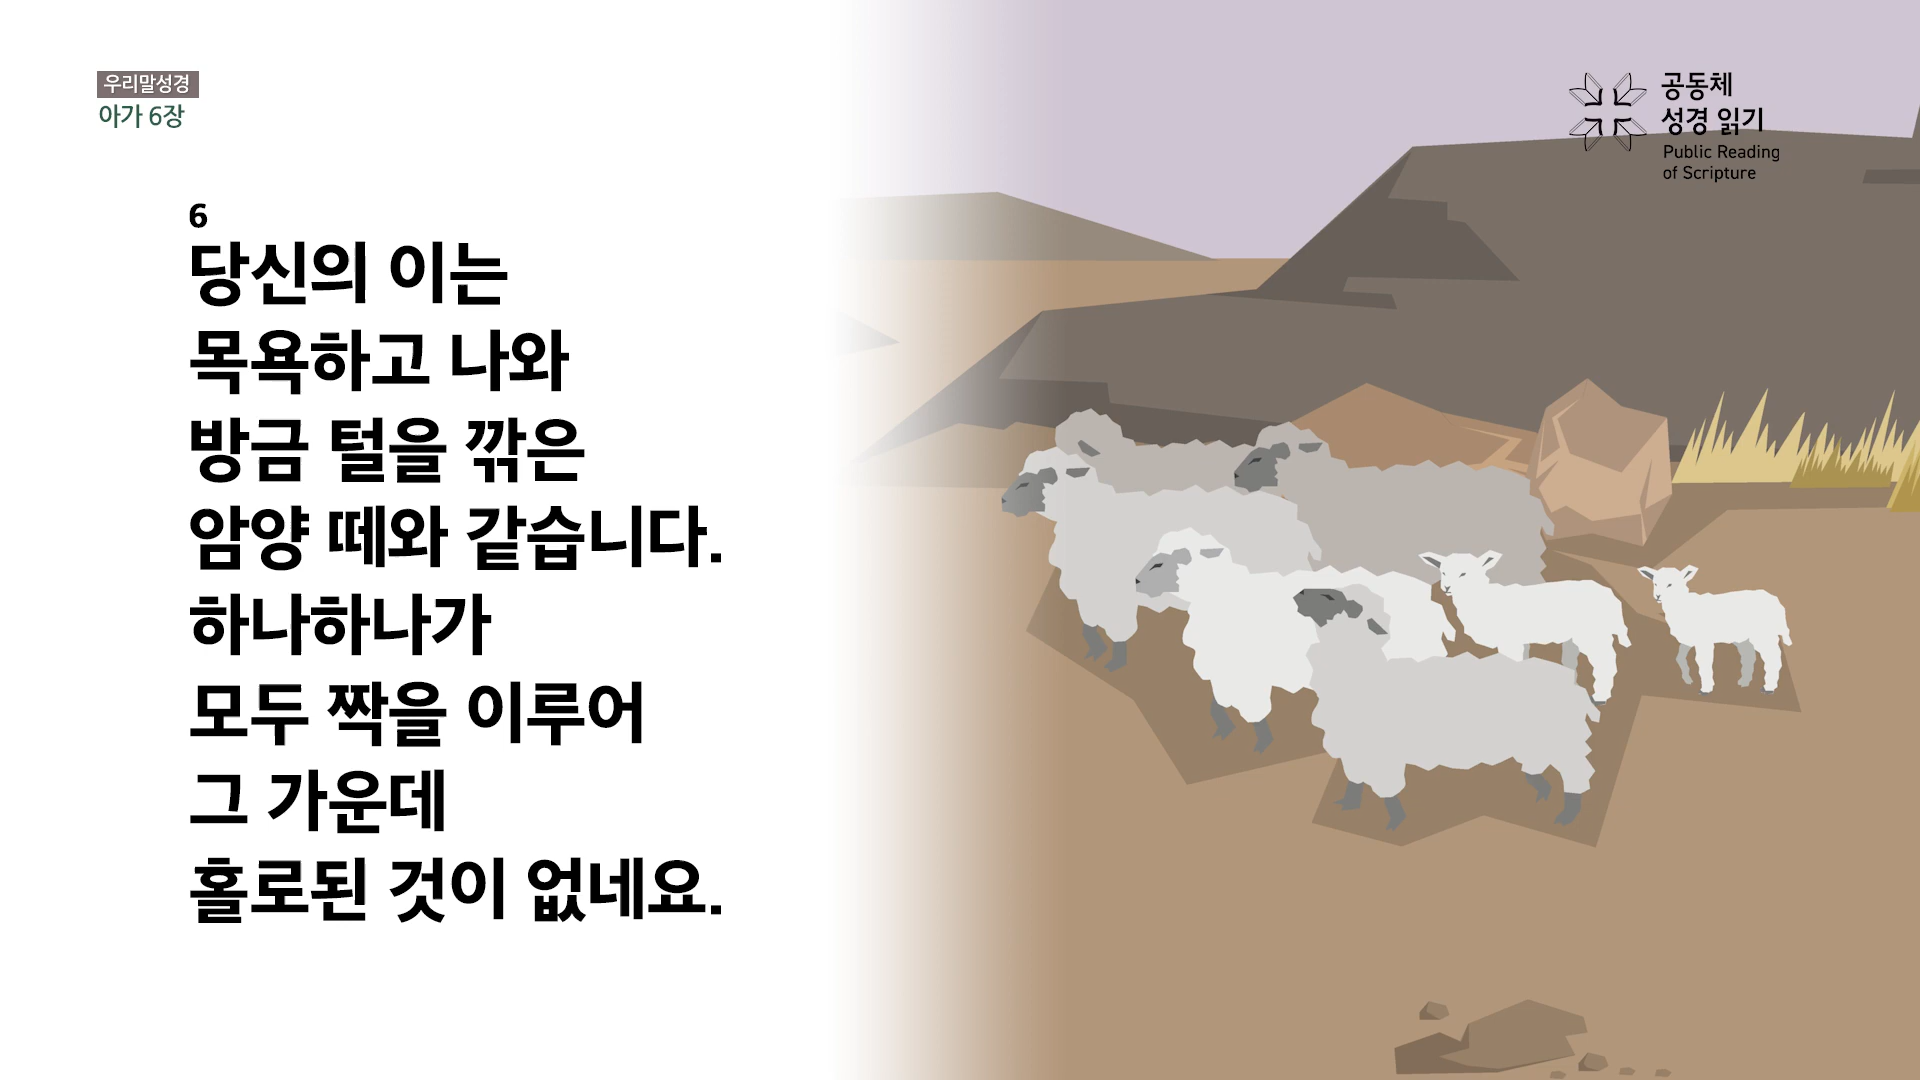 우리말성경
아가 6장
공동체
성경 읽기
Public Reading
of Scripture
6
당신의 이는
목욕하고 나와
방금 털을 깎은
암양 떼와 같습니다.
하나하나가
모두 짝을 이루어
그 가운데
홀로된 것이 없네요.